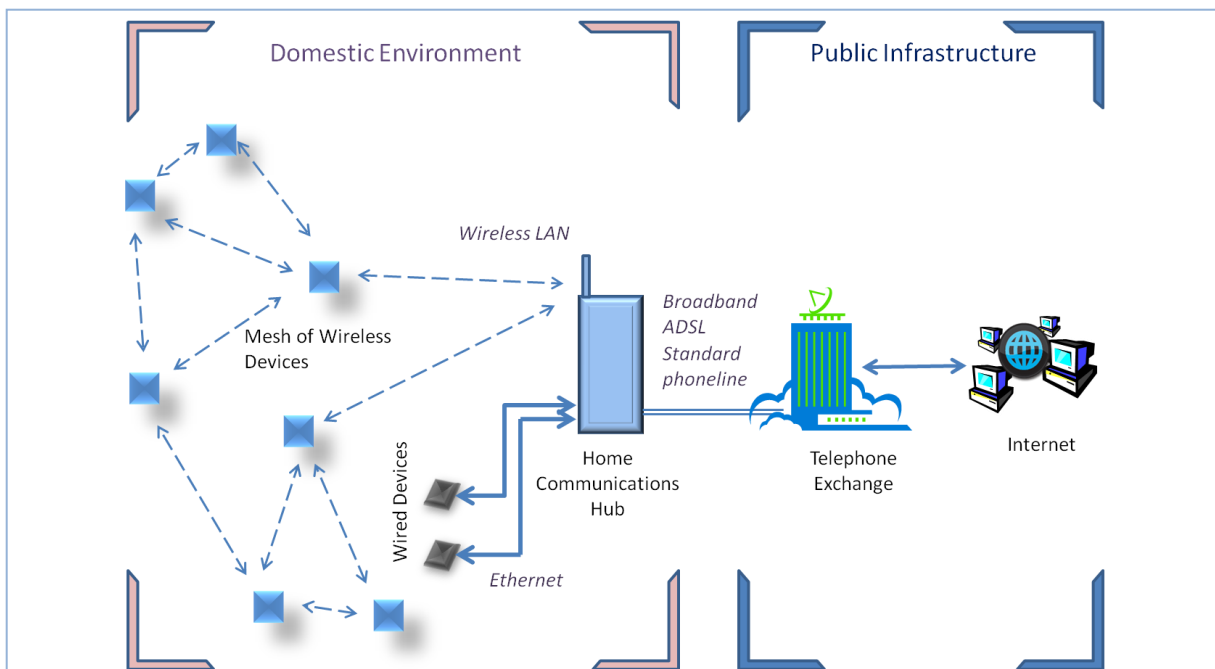 Domestic Environment
Public Infrastructure
Wireless LAN
Mesh of Wireless
Devices
Broadband
ADSL
Standard
phoneline
Wired Devices
Ethernet
Home
Communications
Hub
Telephone
Exchange
Internet